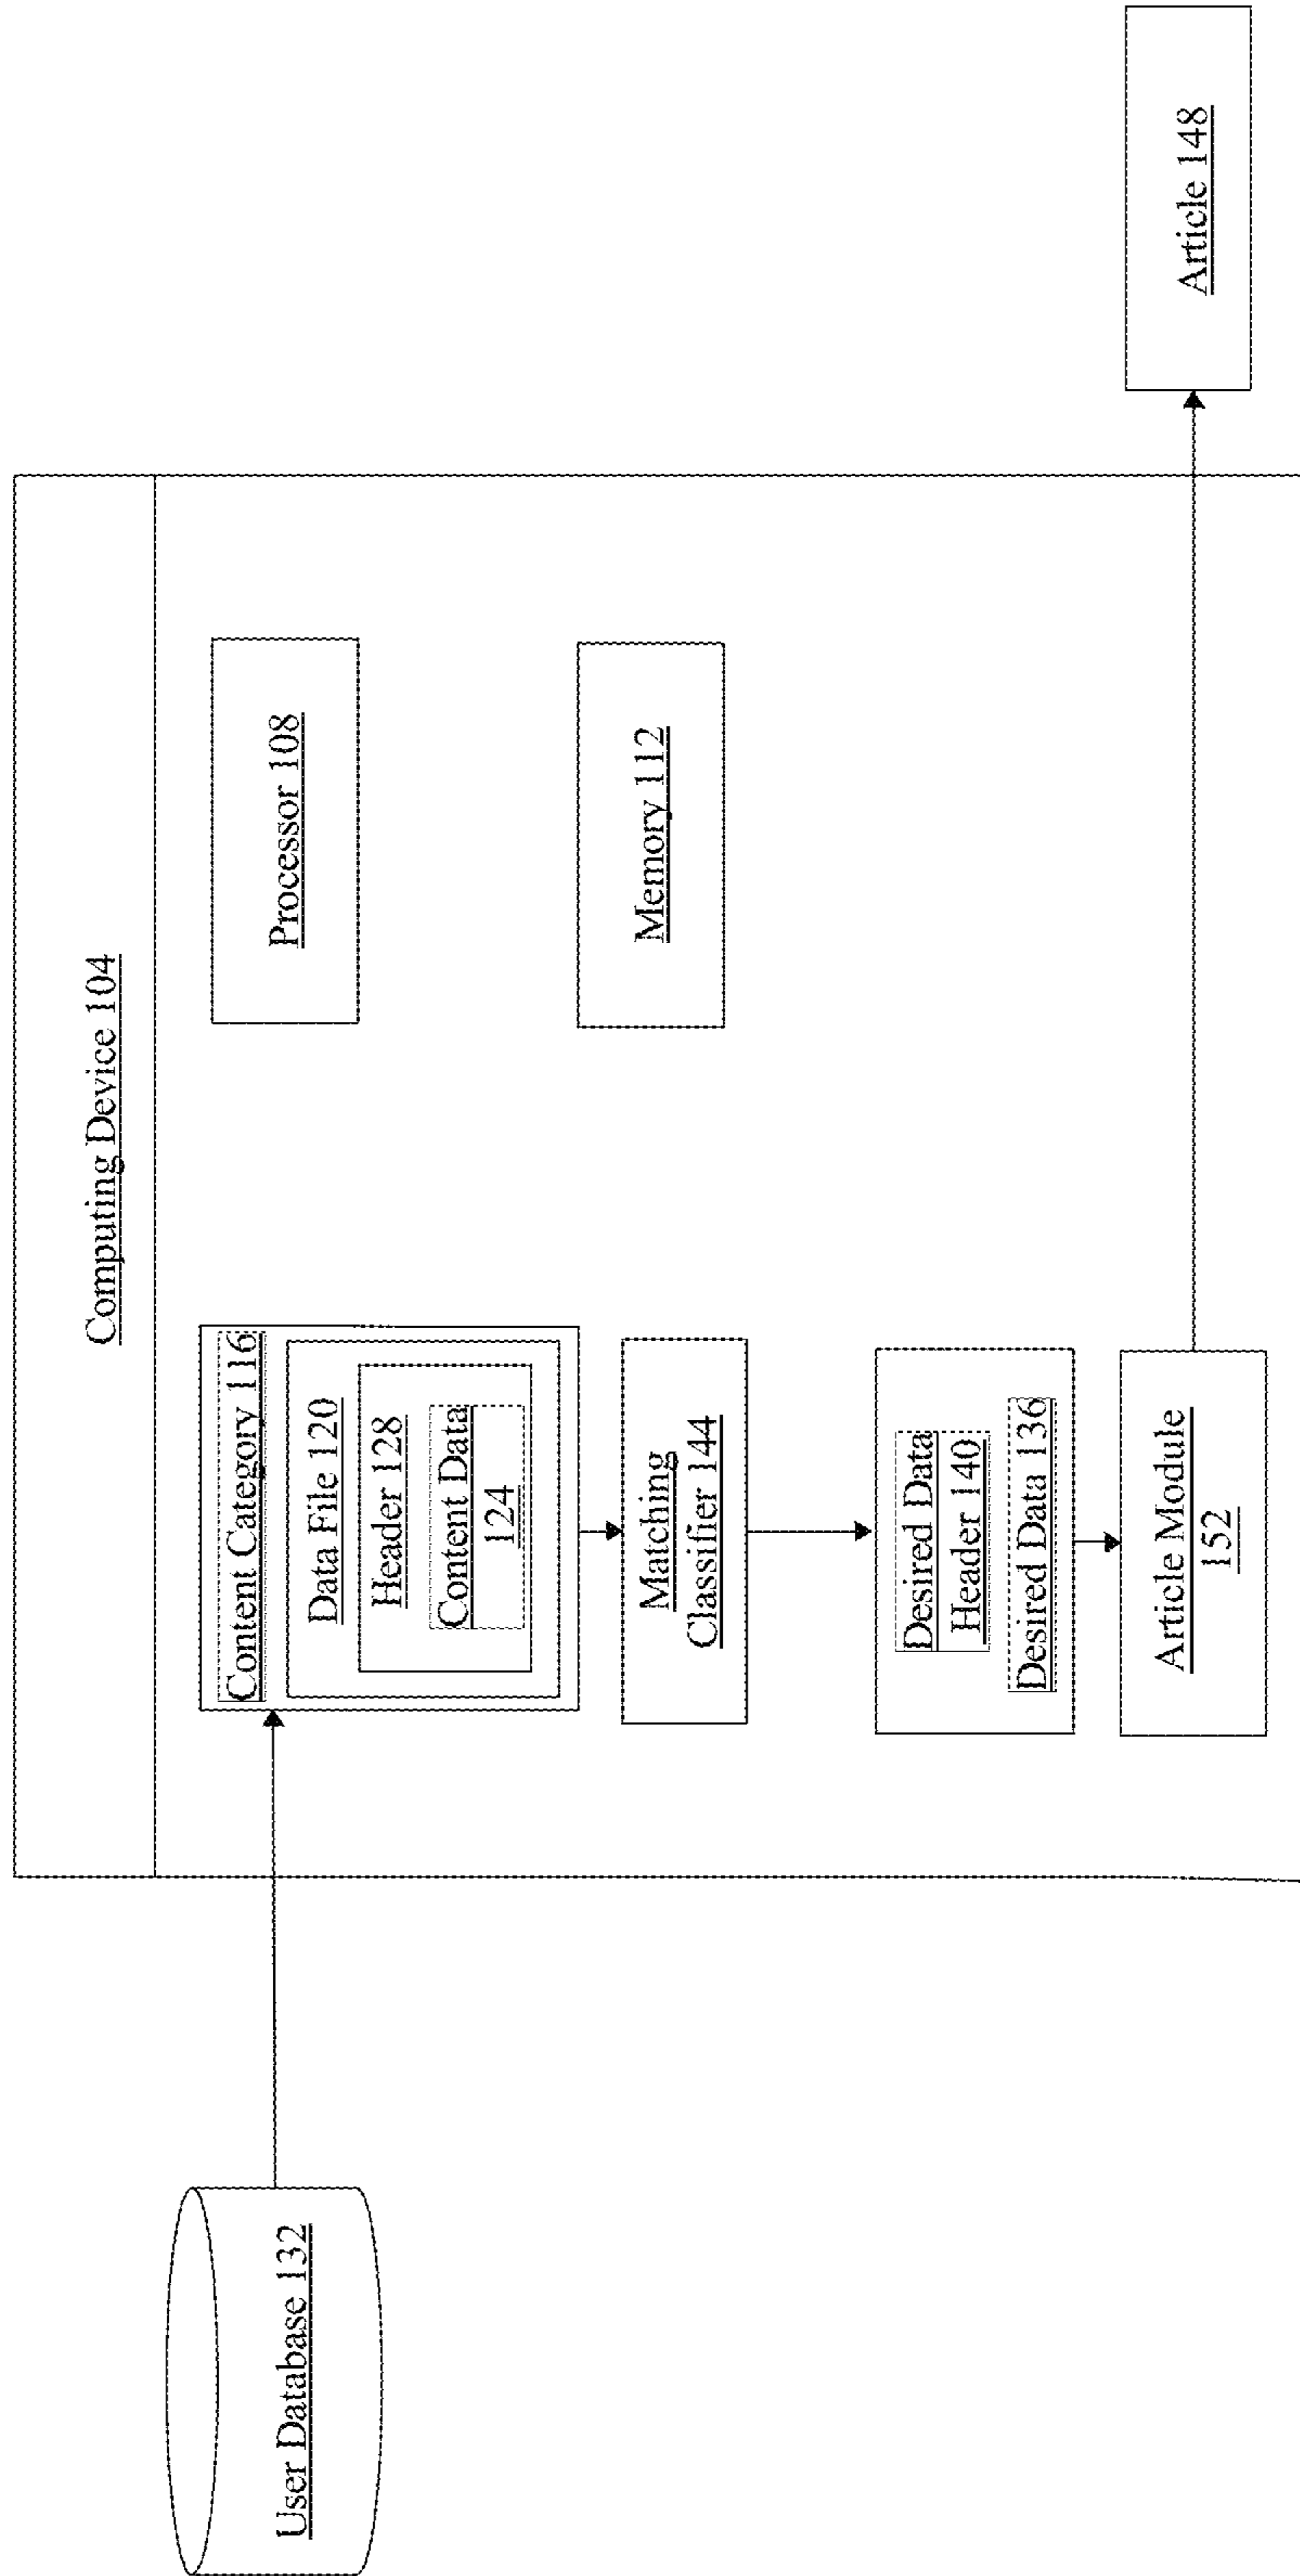 Computing Device 104
User Database 132
Content Category 116
Data File 120
Header 128
Content Data
124
Processor 108
Matching
Classifier 144
Memory 112
Desired Data
Header 140
Desired Data 136
Article Module
152
Article 148